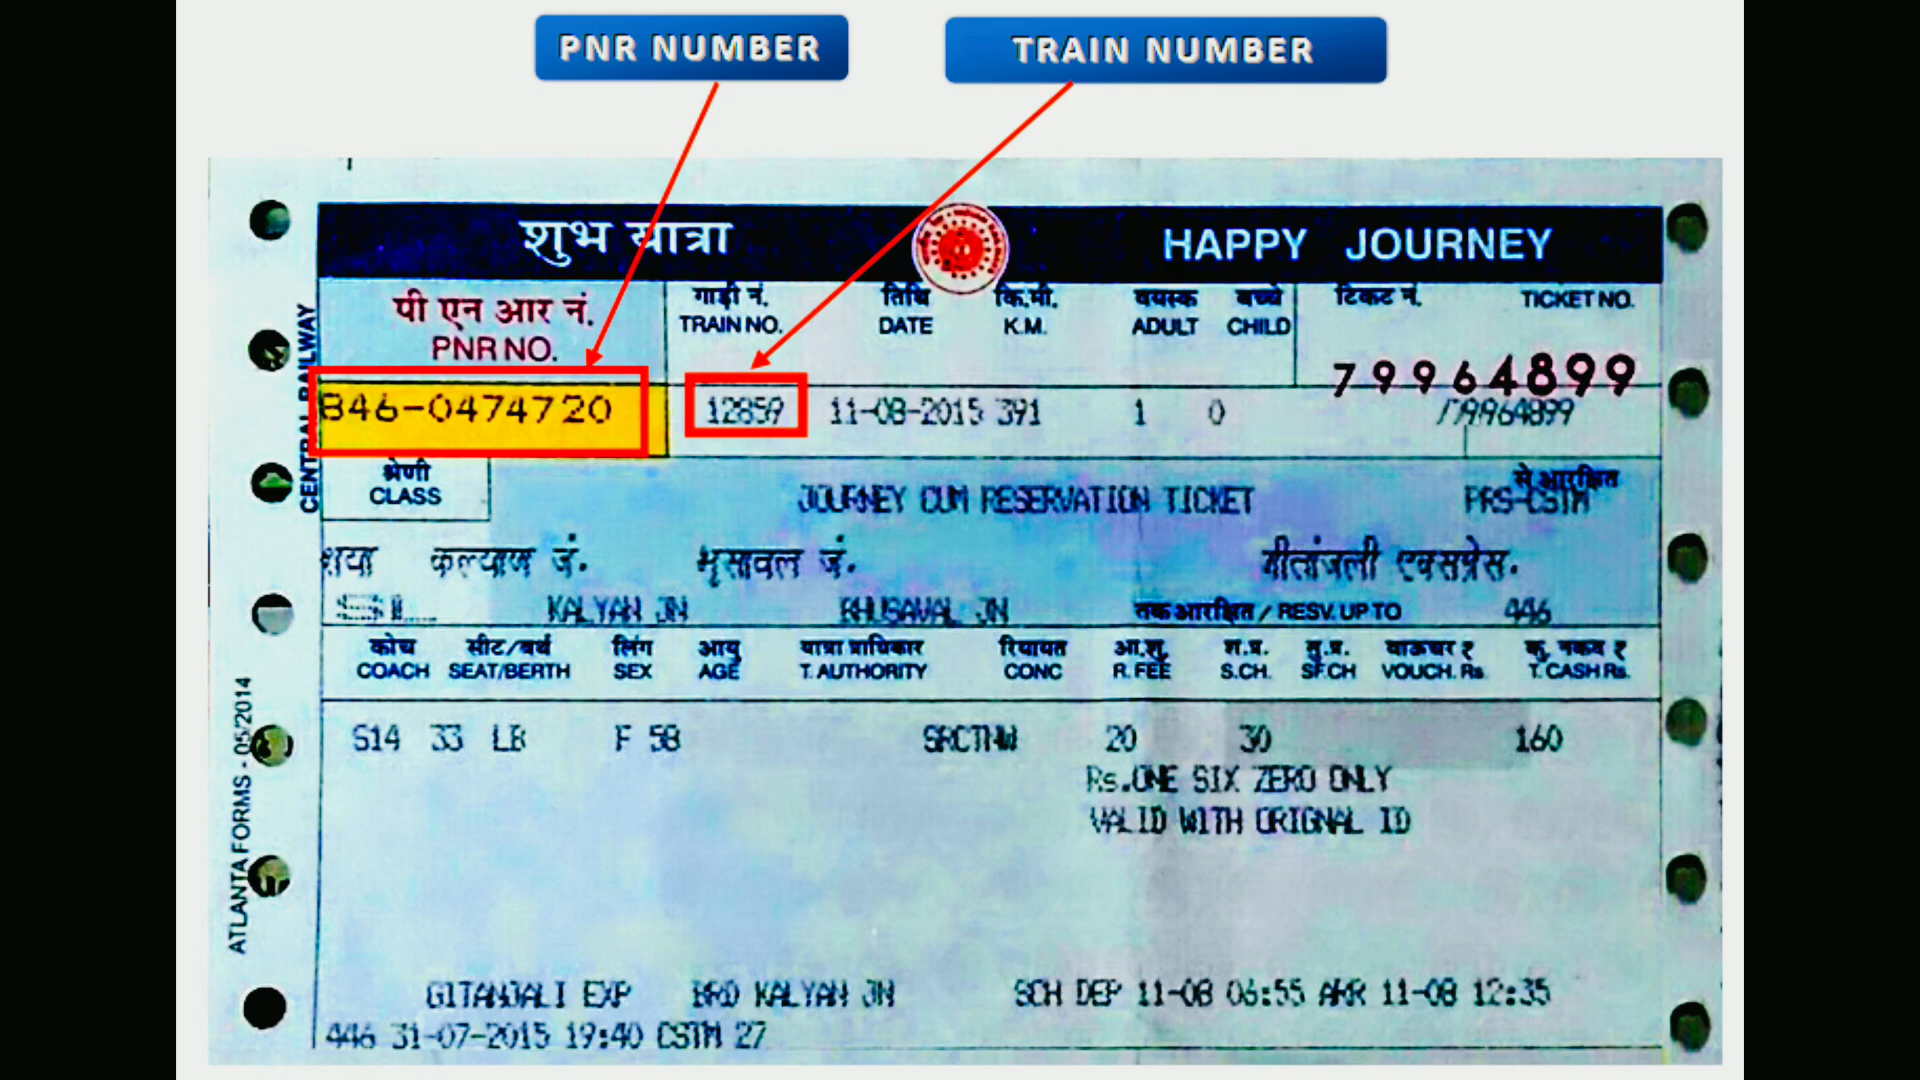 PNR NUMBER TRAIN NUMBER
शुभ यात्रा HAPPY JOURNEY
पी एन आर नं. गाड़ी नं. तिथि कि.मी. वयस्क बच्चे टिकट नं. TICKET NO.
PNR NO. TRAIN NO. DATE K.M. ADULT CHILD
79964899
846-0474720 12859 11-08-2015 391 1 0 79964899
CENTRAL RAILWAY
श्रेणी से आरक्षित
CLASS JOURNEY CUM RESERVATION TICKET PRS-CSTM
शया कल्याण जं. भुसावल जं. गीतांजली एक्सप्रेस.
SL KALYAN JN BHUSAVAL JN तक आरक्षित / RESV. UP TO 446
कोच सीट/बर्थ लिंग आयु यात्रा प्राधिकार रियायत आ.शु. श.प्र. सु.प्र. वाऊचर ₹ कु. नकद ₹
COACH SEAT/BERTH SEX AGE T. AUTHORITY CONC R. FEE S.CH. SF.CH VOUCH. Rs. T. CASH Rs.
S14 33 LB F 58 SRCTNW 20 30 160
Rs.ONE SIX ZERO ONLY
VALID WITH ORIGNAL ID
ATLANTA FORMS - 05/2014
GITANJALI EXP BRD KALYAN JN SCH DEP 11-08 06:55 ARR 11-08 12:35
446 31-07-2015 19:40 CSTM 27